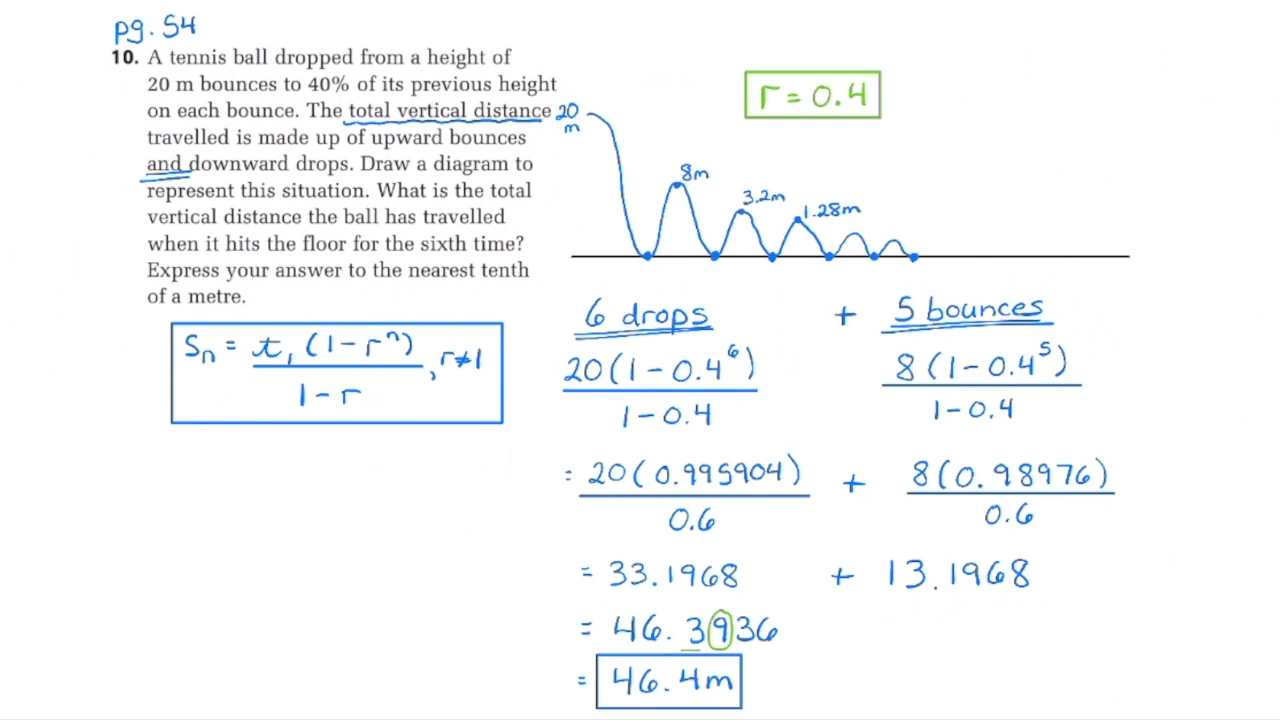 pg. 54
10. A tennis ball dropped from a height of
20 m bounces to 40% of its previous height
on each bounce. The total vertical distance
travelled is made up of upward bounces
and downward drops. Draw a diagram to
represent this situation. What is the total
vertical distance the ball has travelled
when it hits the floor for the sixth time?
Express your answer to the nearest tenth
of a metre.
Sn = t₁ (1 - rⁿ) / 1 - r , r≠1
r = 0.4
20 m
8m
3.2m
1.28m
6 drops + 5 bounces
20(1 - 0.4⁶) / 1 - 0.4 8(1 - 0.4⁵) / 1 - 0.4
= 20(0.995904) / 0.6 + 8(0.98976) / 0.6
= 33.1968 + 13.1968
= 46.3936
= 46.4m